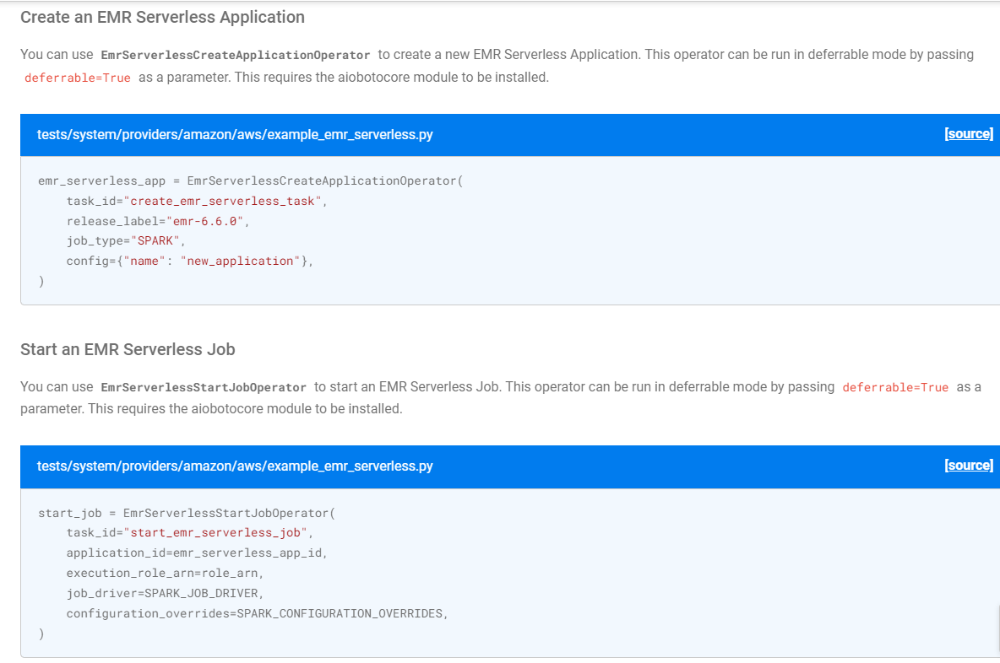 Create an EMR Serverless Application
You can use EmrServerlessCreateApplicationOperator to create a new EMR Serverless Application. This operator can be run in deferrable mode by passing
deferrable=True as a parameter. This requires the aiobotocore module to be installed.
tests/system/providers/amazon/aws/example_emr_serverless.py [source]
emr_serverless_app = EmrServerlessCreateApplicationOperator(
    task_id="create_emr_serverless_task",
    release_label="emr-6.6.0",
    job_type="SPARK",
    config={"name": "new_application"},
)
Start an EMR Serverless Job
You can use EmrServerlessStartJobOperator to start an EMR Serverless Job. This operator can be run in deferrable mode by passing deferrable=True as a
parameter. This requires the aiobotocore module to be installed.
tests/system/providers/amazon/aws/example_emr_serverless.py [source]
start_job = EmrServerlessStartJobOperator(
    task_id="start_emr_serverless_job",
    application_id=emr_serverless_app_id,
    execution_role_arn=role_arn,
    job_driver=SPARK_JOB_DRIVER,
    configuration_overrides=SPARK_CONFIGURATION_OVERRIDES,
)